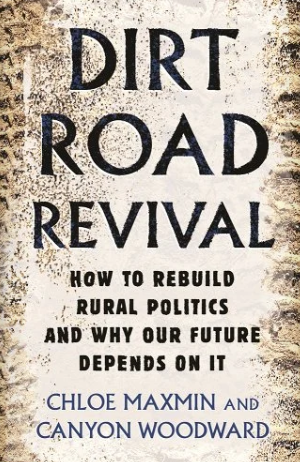 DIRT
ROAD
REVIVAL
HOW TO REBUILD
RURAL POLITICS
AND WHY OUR FUTURE
DEPENDS ON IT
CHLOE MAXMIN AND
CANYON WOODWARD